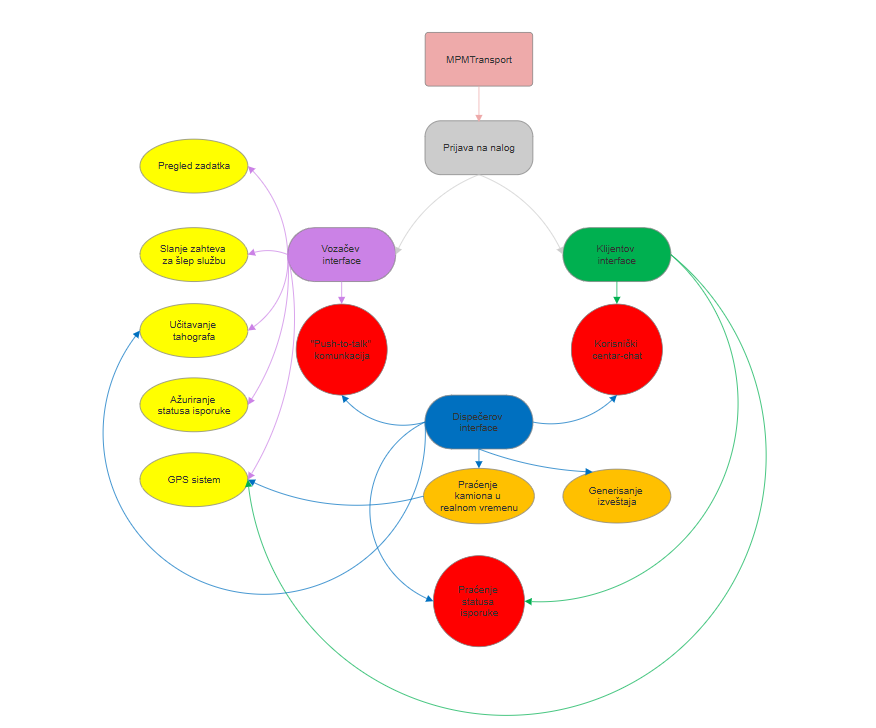 MPMTransport
Prijava na nalog
Pregled zadatka
Vozačev
interface
Klijentov
interface
Slanje zahteva
za šlep službu
Učitavanje
tahografa
"Push-to-talk"
komunkacija
Korisnički
centar-chat
Ažuriranje
statusa isporuke
Dispečerov
interface
GPS sistem
Praćenje
kamiona u
realnom vremenu
Generisanje
izveštaja
Praćenje
statusa
isporuke